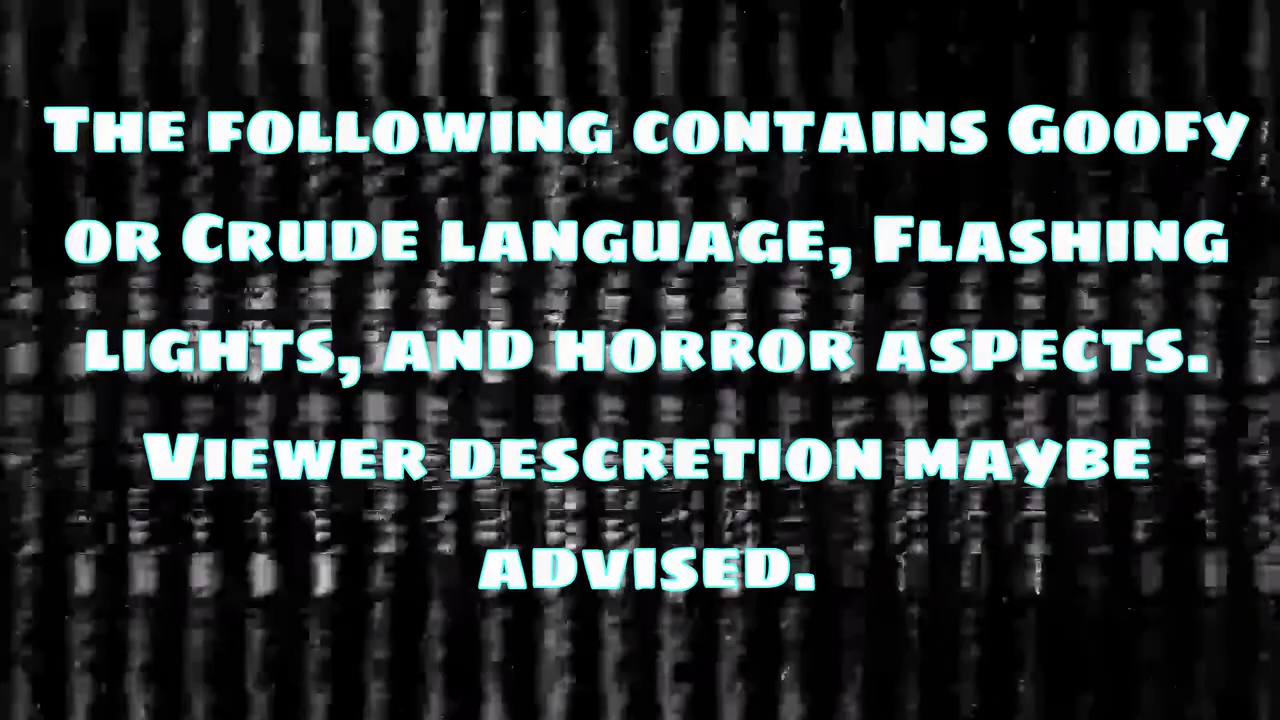 The following contains Goofy
or Crude language, Flashing
lights, and horror aspects.
Viewer descretion maybe
advised.